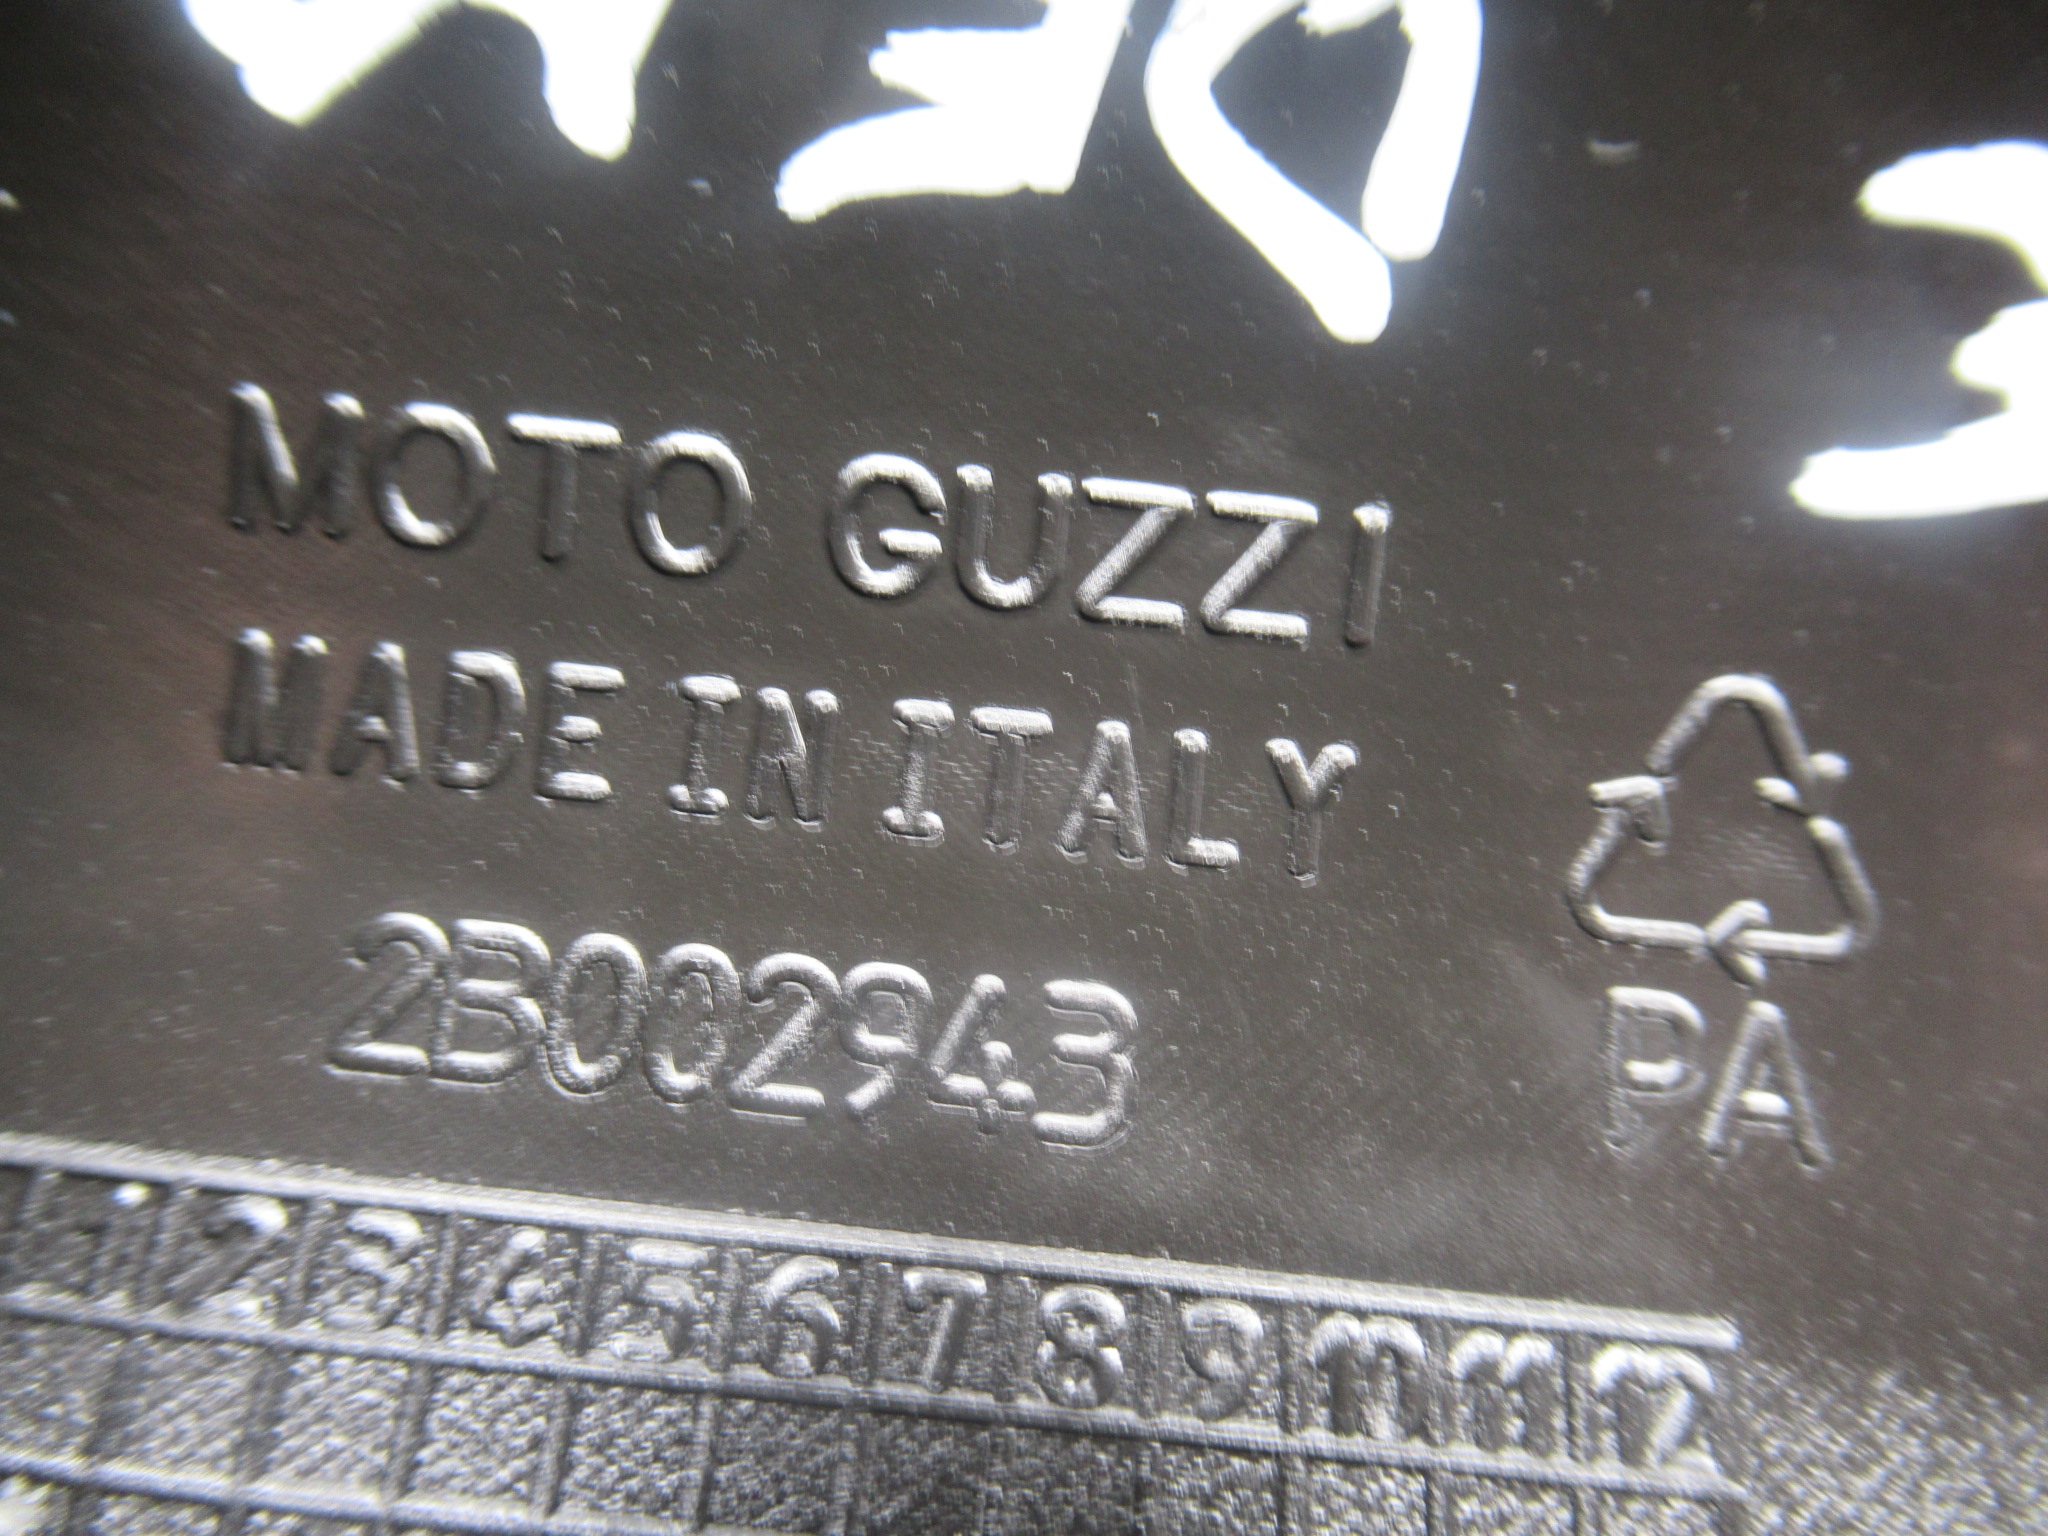 MOTO GUZZI
MADE IN ITALY
2B002943
PA
1 2 3 4 5 6 7 8 9 10 11 12